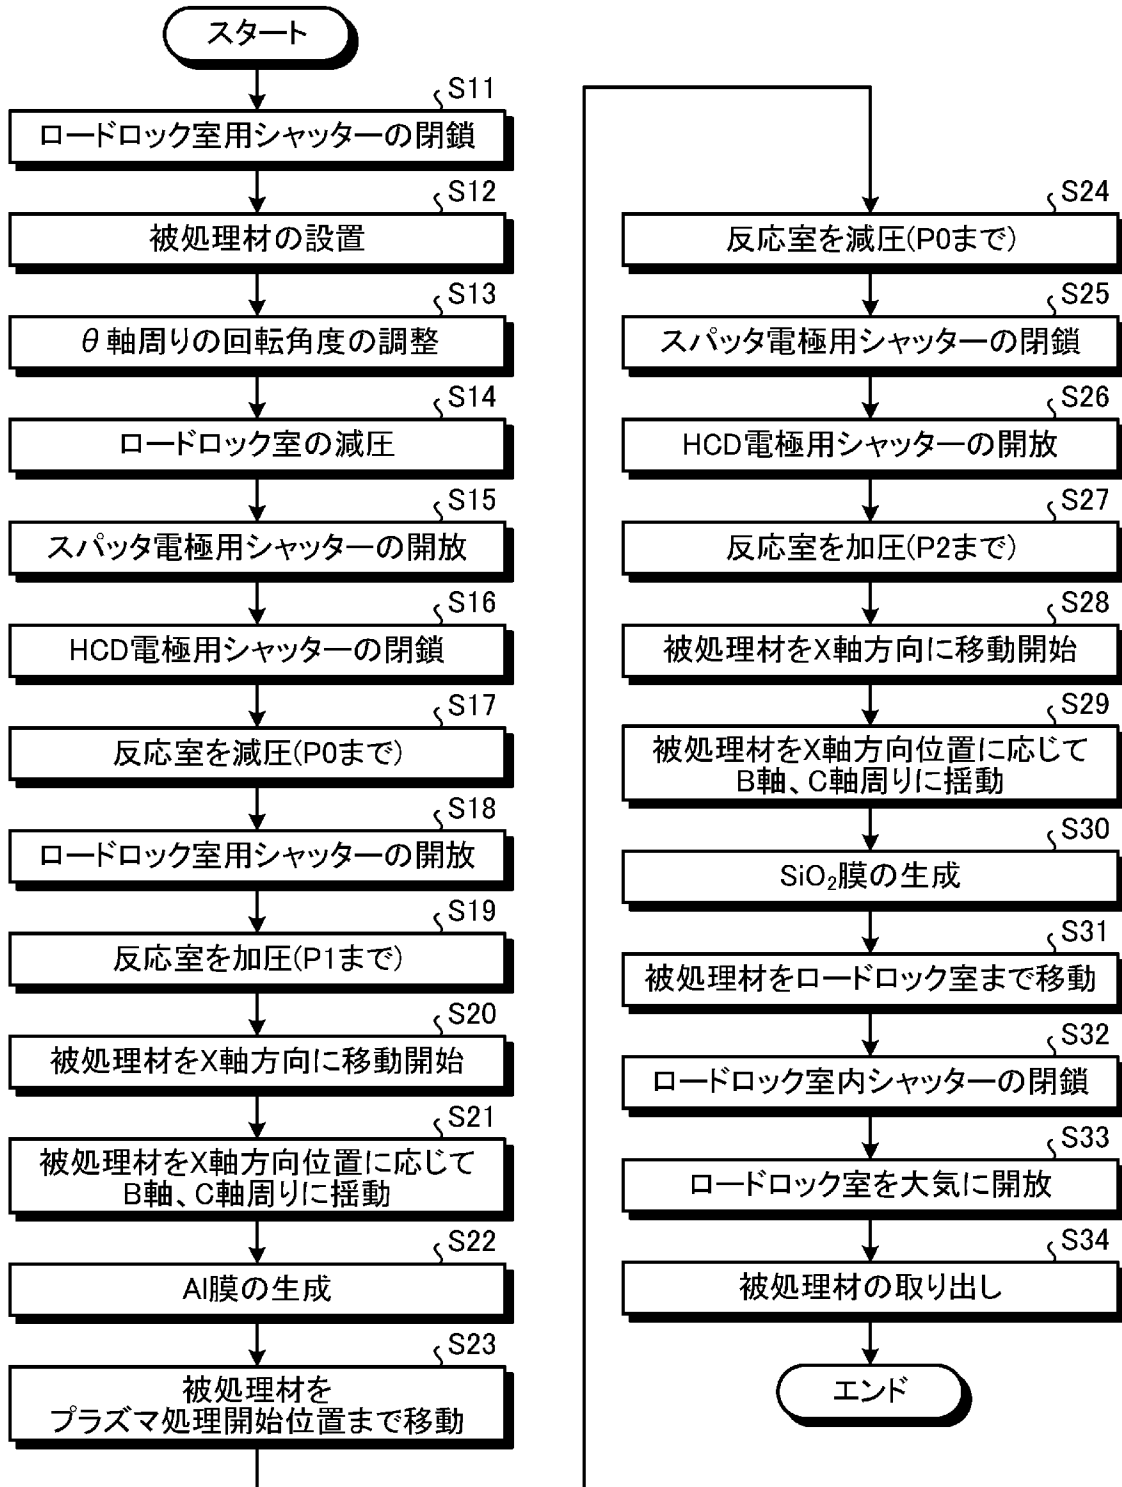 スタート
S11
ロードロック室用シャッターの閉鎖
S12
被処理材の設置
S13
θ軸周りの回転角度の調整
S14
ロードロック室の減圧
S15
スパッタ電極用シャッターの開放
S16
HCD電極用シャッターの閉鎖
S17
反応室を減圧(P0まで)
S18
ロードロック室用シャッターの開放
S19
反応室を加圧(P1まで)
S20
被処理材をX軸方向に移動開始
S21
被処理材をX軸方向位置に応じて
B軸、C軸周りに揺動
S22
Al膜の生成
S23
被処理材を
プラズマ処理開始位置まで移動
S24
反応室を減圧(P0まで)
S25
スパッタ電極用シャッターの閉鎖
S26
HCD電極用シャッターの開放
S27
反応室を加圧(P2まで)
S28
被処理材をX軸方向に移動開始
S29
被処理材をX軸方向位置に応じて
B軸、C軸周りに揺動
S30
SiO₂膜の生成
S31
被処理材をロードロック室まで移動
S32
ロードロック室内シャッターの閉鎖
S33
ロードロック室を大気に開放
S34
被処理材の取り出し
エンド